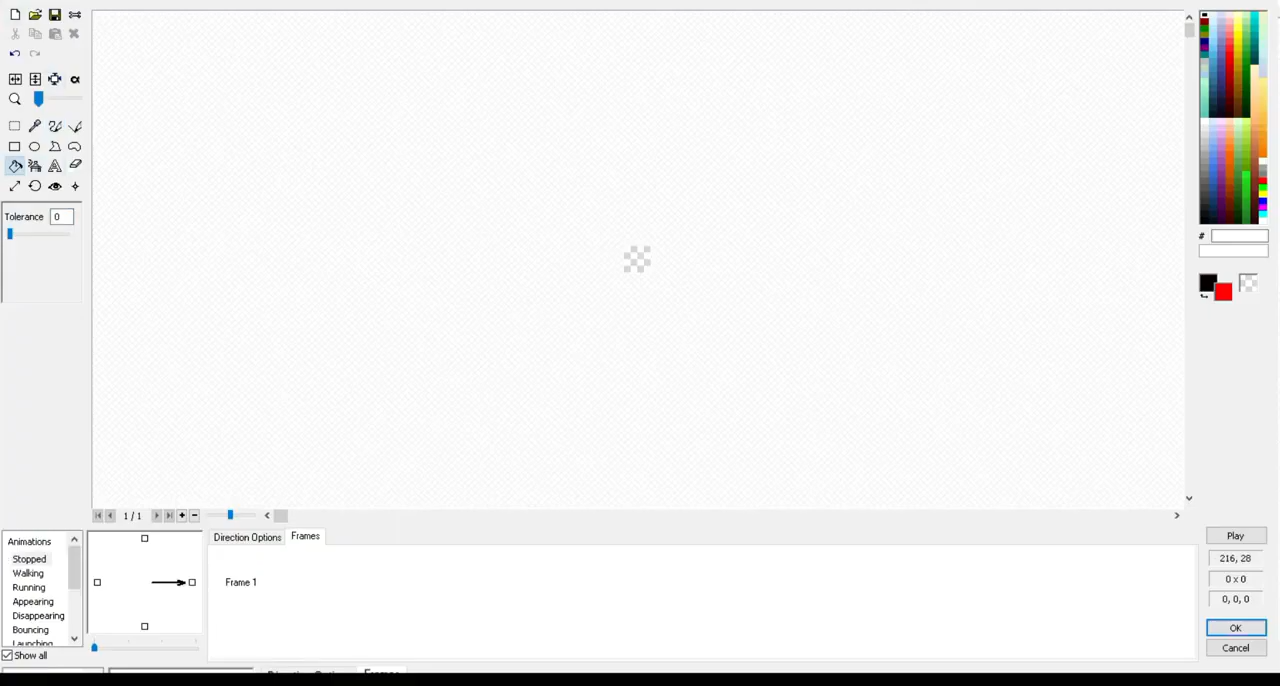 α
A
Tolerance 0
#
1 / 1
Animations
Stopped
Walking
Running
Appearing
Disappearing
Bouncing
Direction Options
Frames
Frame 1
Show all
Play
216, 28
0 x 0
0, 0, 0
OK
Cancel